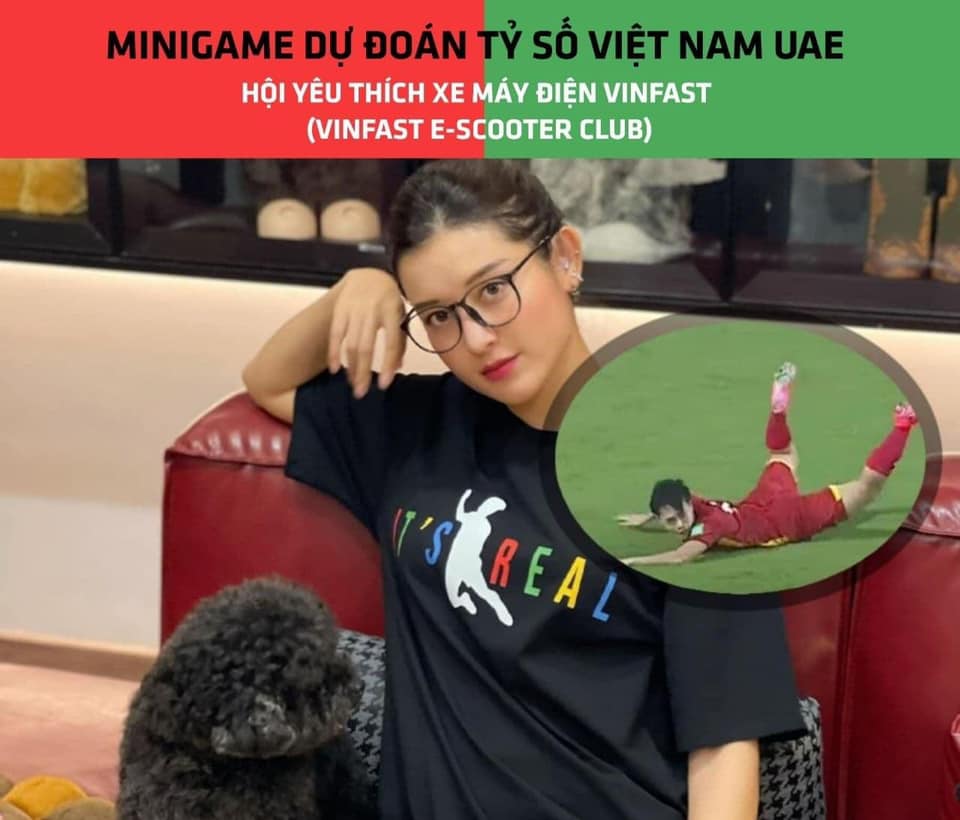 MINIGAME DỰ ĐOÁN TỶ SỐ VIỆT NAM UAE
HỘI YÊU THÍCH XE MÁY ĐIỆN VINFAST
(VINFAST E-SCOOTER CLUB)
IT'S REAL